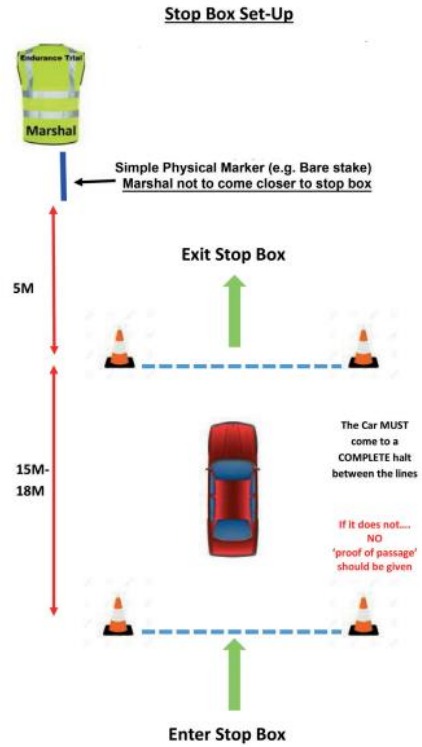 Stop Box Set-Up
Endurance Trial
Marshal
Simple Physical Marker (e.g. Bare stake)
Marshal not to come closer to stop box
Exit Stop Box
5M
The Car MUST
come to a
COMPLETE halt
between the lines
15M-
18M
If it does not....
NO
'proof of passage'
should be given
Enter Stop Box